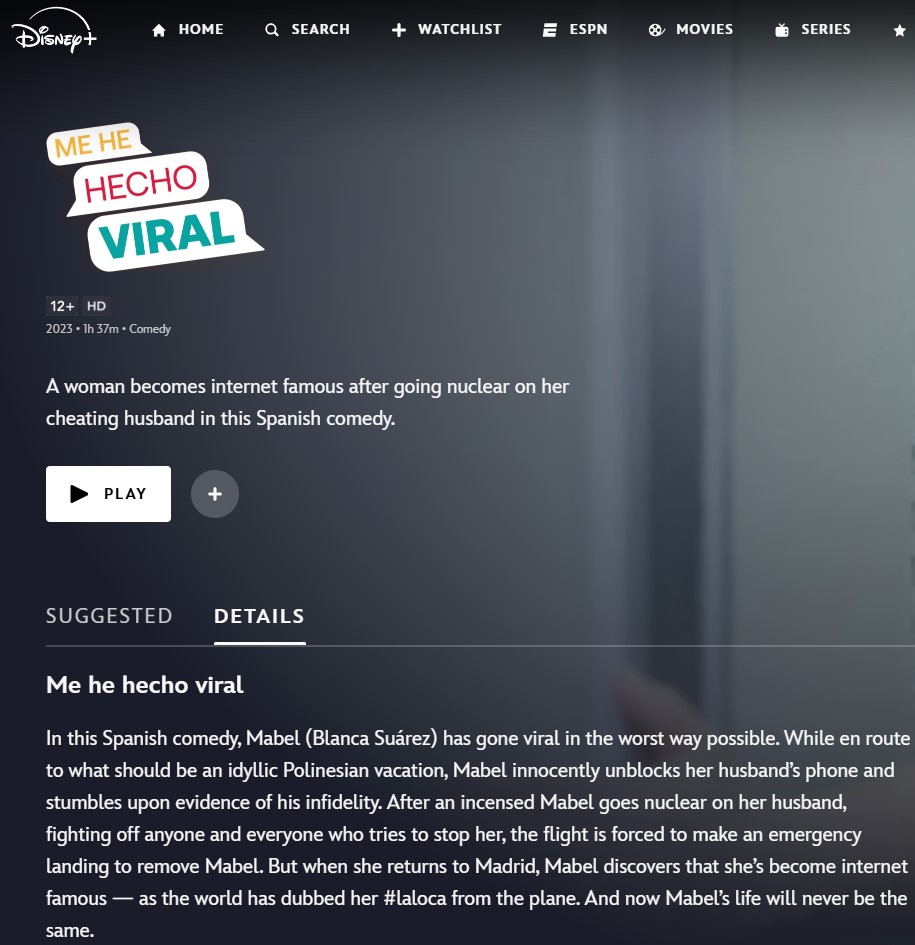 Disney+
HOME
SEARCH
WATCHLIST
ESPN
MOVIES
SERIES
ME HE
HECHO
VIRAL
12+ HD
2023 • 1h 37m • Comedy
A woman becomes internet famous after going nuclear on her
cheating husband in this Spanish comedy.
PLAY
SUGGESTED
DETAILS
Me he hecho viral
In this Spanish comedy, Mabel (Blanca Suárez) has gone viral in the worst way possible. While en route
to what should be an idyllic Polinesian vacation, Mabel innocently unblocks her husband’s phone and
stumbles upon evidence of his infidelity. After an incensed Mabel goes nuclear on her husband,
fighting off anyone and everyone who tries to stop her, the flight is forced to make an emergency
landing to remove Mabel. But when she returns to Madrid, Mabel discovers that she’s become internet
famous — as the world has dubbed her #laloca from the plane. And now Mabel’s life will never be the
same.